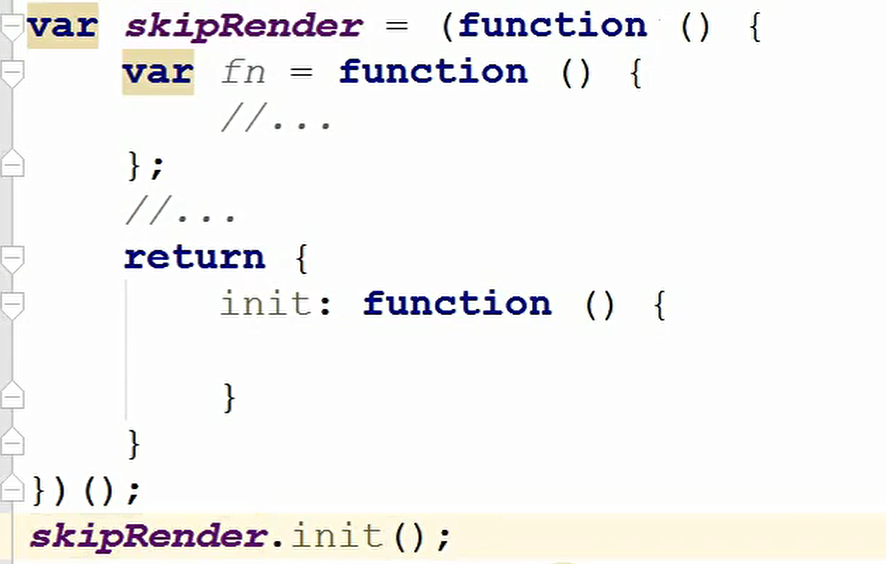 var skipRender = (function () {
    var fn = function () {
        //...
    };
    //...
    return {
        init: function () {

        }
    }
})();
skipRender.init();